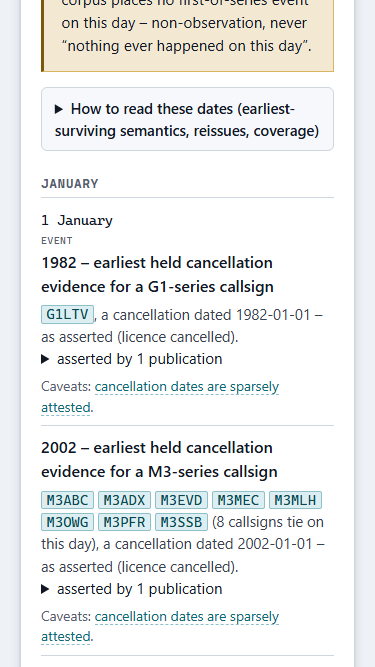 corpus places no first-of-series event
on this day – non-observation, never
“nothing ever happened on this day”.
▶ How to read these dates (earliest-
surviving semantics, reissues, coverage)
JANUARY
1 January
EVENT
1982 – earliest held cancellation
evidence for a G1-series callsign
G1LTV, a cancellation dated 1982-01-01 –
as asserted (licence cancelled).
▶ asserted by 1 publication
Caveats: cancellation dates are sparsely
attested.
2002 – earliest held cancellation
evidence for a M3-series callsign
M3ABC M3ADX M3EVD M3MEC M3MLH
M3OWG M3PFR M3SSB (8 callsigns tie on
this day), a cancellation dated 2002-01-01 –
as asserted (licence cancelled).
▶ asserted by 1 publication
Caveats: cancellation dates are sparsely
attested.